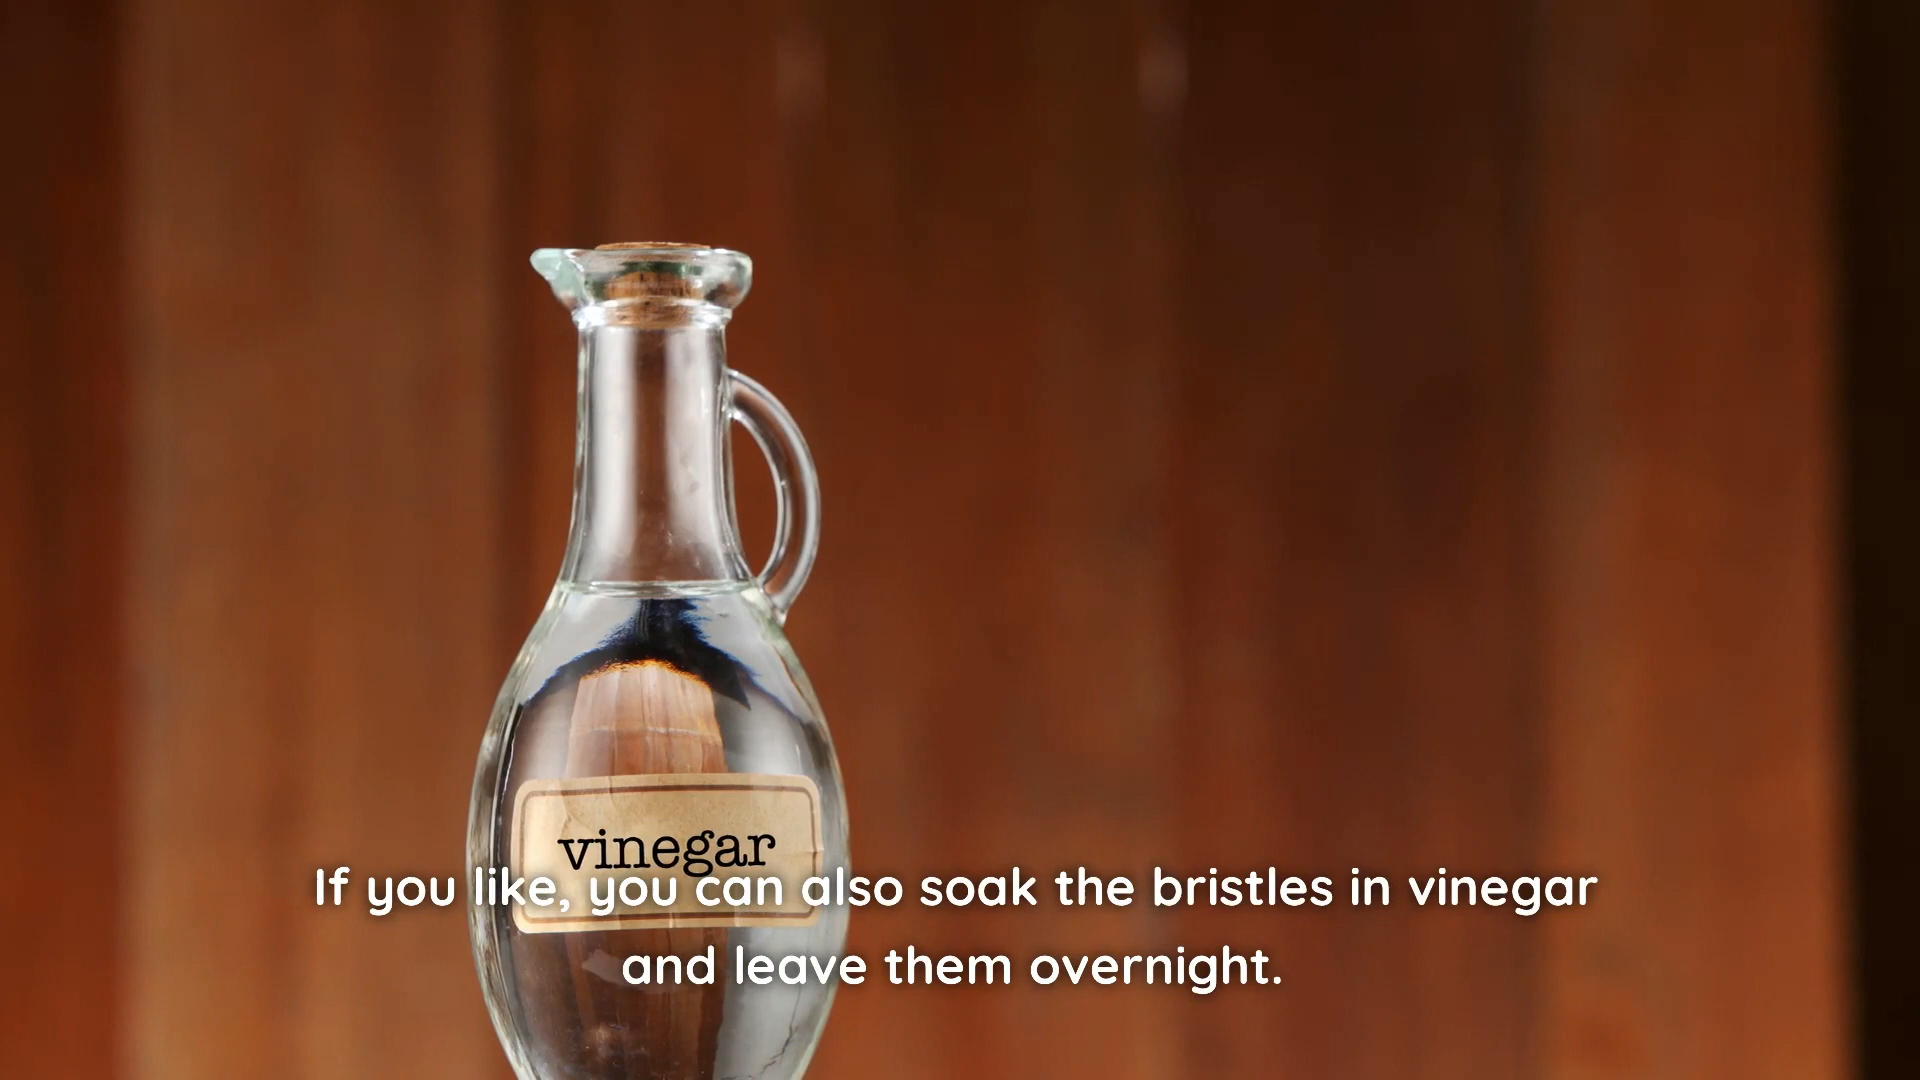 vinegar
If you like, you can also soak the bristles in vinegar
and leave them overnight.